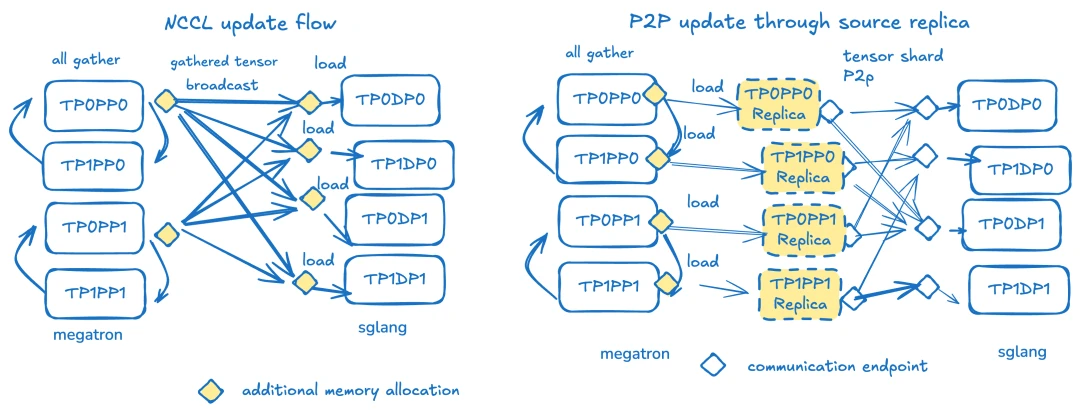 NCCL update flow
all gather
gathered tensor
broadcast
load
TP0PP0
TP0DP0
load
TP1PP0
TP1DP0
load
TP0PP1
TP0DP1
load
TP1PP1
TP1DP1
megatron
sglang
additional memory allocation
P2P update through source replica
all gather
load
tensor shard
P2p
TP0PP0
TP0PP0
Replica
TP0DP0
load
TP1PP0
TP1PP0
Replica
TP1DP0
load
TP0PP1
TP0PP1
Replica
TP0DP1
load
TP1PP1
TP1PP1
Replica
TP1DP1
megatron
sglang
communication endpoint